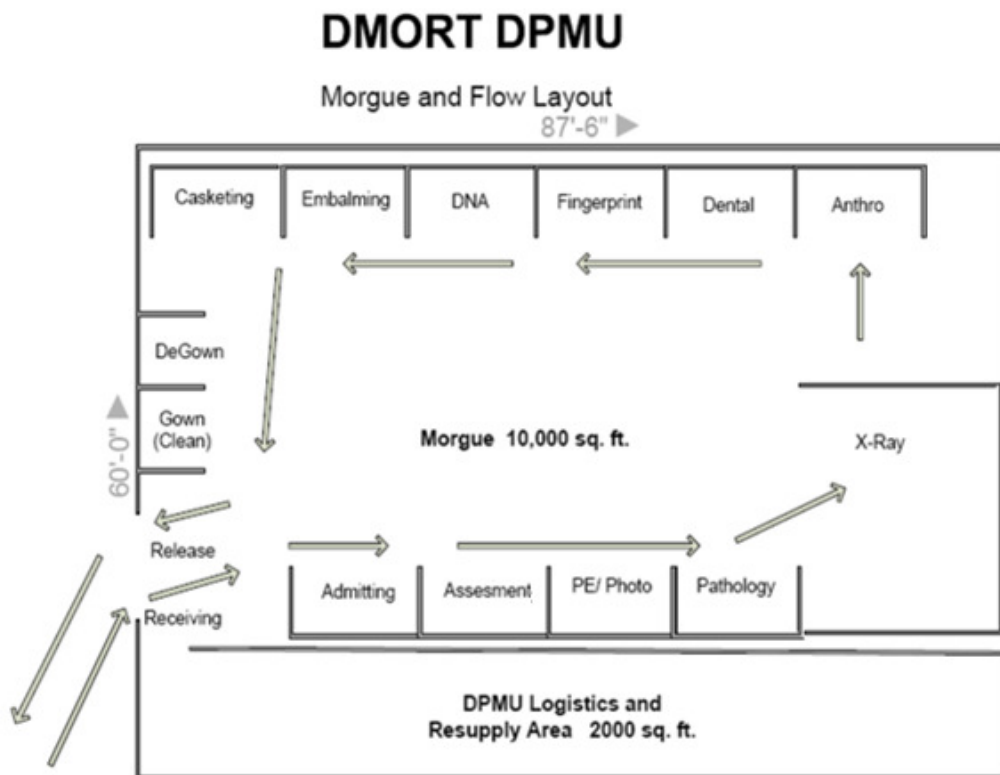 DMORT DPMU
Morgue and Flow Layout
87'-6"
Casketing
Embalming
DNA
Fingerprint
Dental
Anthro
DeGown
Gown
(Clean)
60'-0"
Morgue 10,000 sq. ft.
X-Ray
Release
Receiving
Admitting
Assesment
PE/ Photo
Pathology
DPMU Logistics and
Resupply Area 2000 sq. ft.